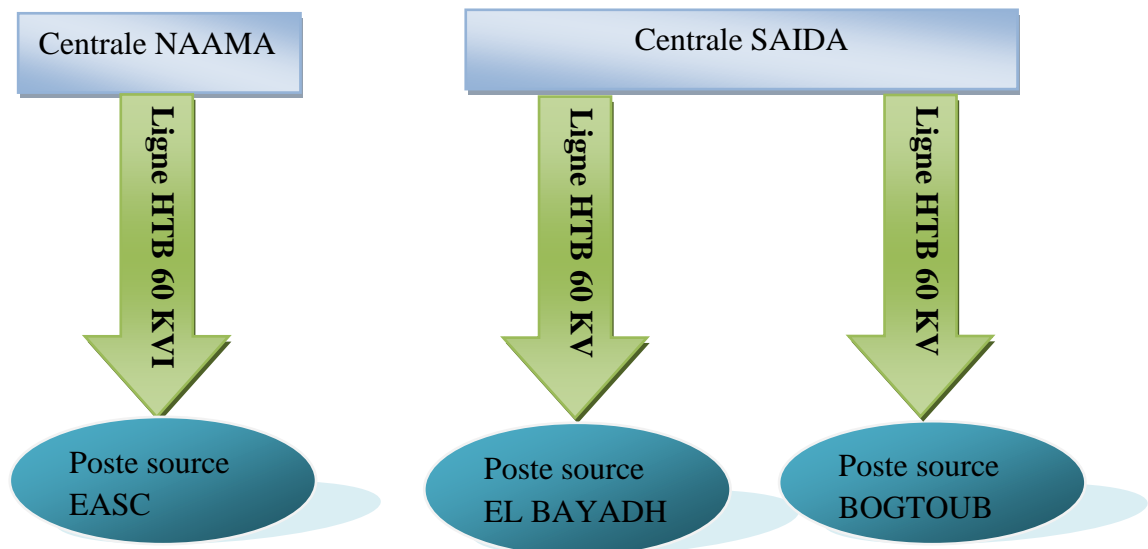 Centrale NAAMA
Centrale SAIDA
Ligne HTB 60 KVI
Ligne HTB 60 KV
Ligne HTB 60 KV
Poste source
EASC
Poste source
EL BAYADH
Poste source
BOGTOUB